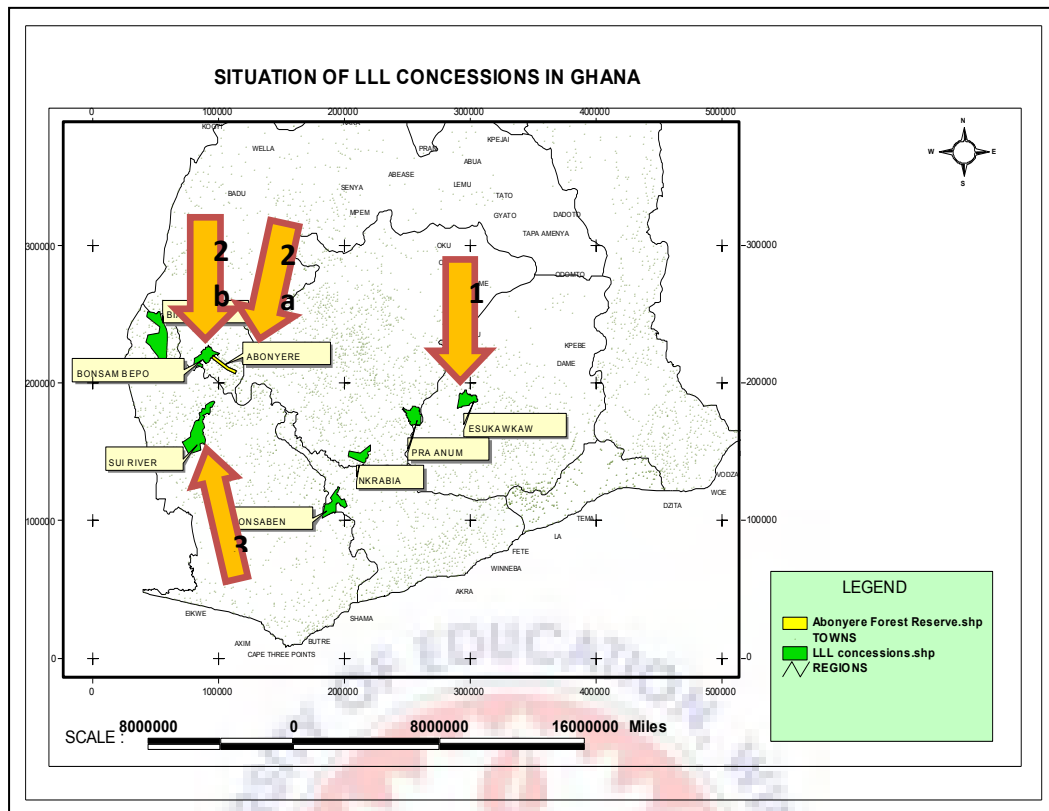 SITUATION OF LLL CONCESSIONS IN GHANA
N
W E
S
0 100000 200000 300000 400000 500000
WELLA
KPEJAI
ABUA
ABEASE
LEMU
BADU
SENYA
TATO
MPEM
GYATO
DADOTO
TAPA AMENYA
300000 OKU 300000
2 b
2 a
1
ODOMTO
KPEBE
DAME
ABONYERE
BONSAM BEPO
200000 200000
ESUKAWKAW
PRA ANUM
SUI RIVER
NKRABIA
VODZA
WOE
DZITA
100000 100000
TEMA
LA
3
FETE
WINNEBA
AKRA
EIKWE
SHAMA
AXIM
BUTRE
CAPE THREE POINTS
0 0
0 100000 200000 300000 400000 500000
LEGEND
Abonyere Forest Reserve.shp
TOWNS
LLL concessions.shp
REGIONS
SCALE : 8000000 0 8000000 16000000 Miles
OF EDUCATION